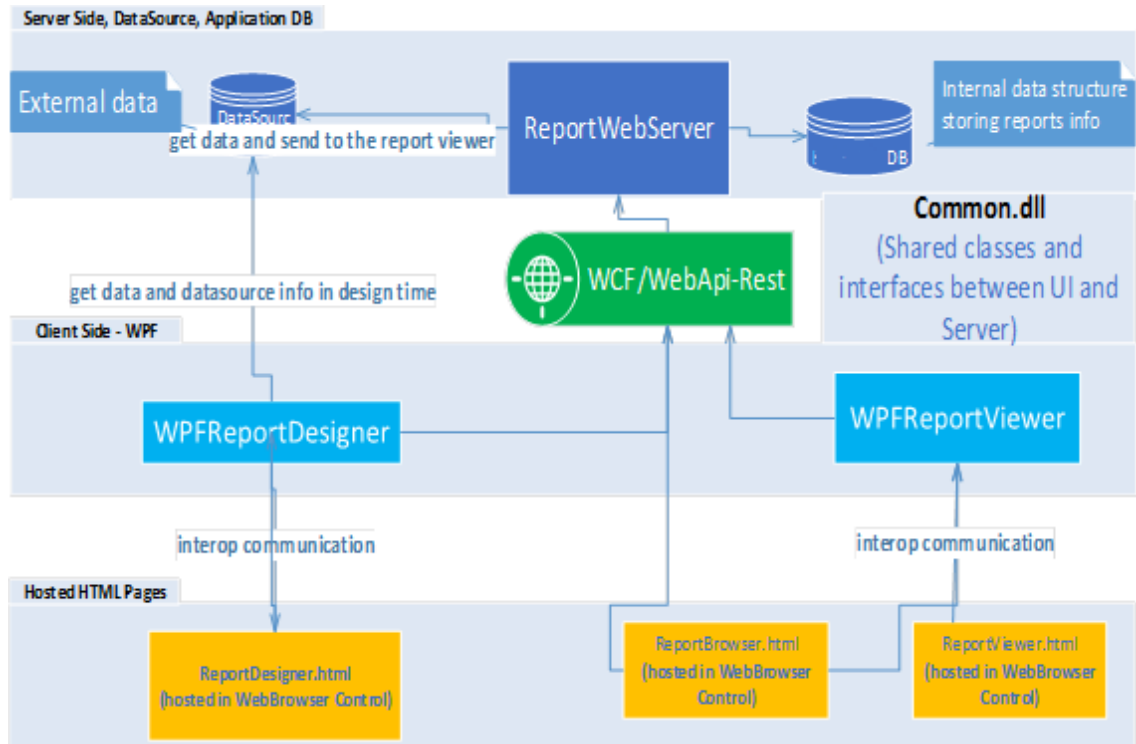 Server Side, DataSource, Application DB
External data
DataSourc
get data and send to the report viewer
ReportWebServer
DB
Internal data structure
storing reports info
Common.dll
(Shared classes and
interfaces between UI and
Server)
WCF/WebApi-Rest
get data and datasource info in design time
Client Side - WPF
WPFReportDesigner
WPFReportViewer
interop communication
interop communication
Hosted HTML Pages
ReportDesigner.html
(hosted in WebBrowser Control)
ReportBrowser.html
(hosted in WebBrowser
Control)
ReportViewer.html
(hosted in WebBrowser
Control)